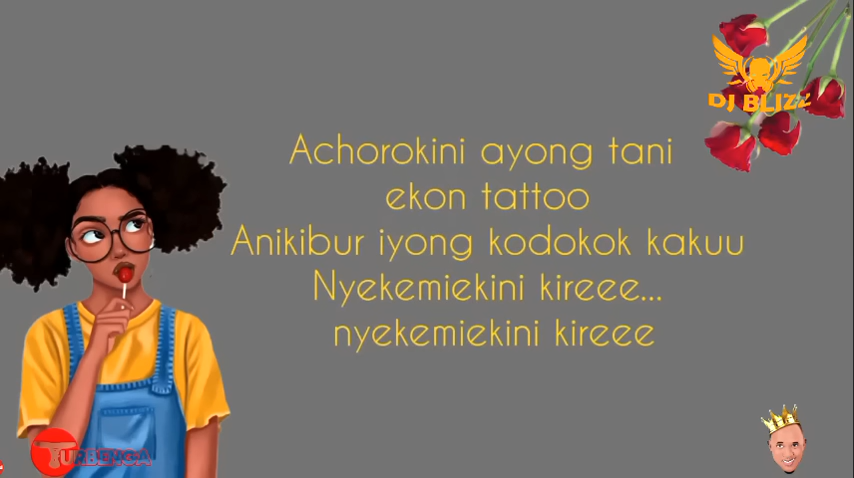 DJ BLIZZ
Achorokini ayong tani
ekon tattoo
Anikibur iyong kodokok kakuu
Nyekemiekini kireee...
nyekemiekini kireee
TURBENGA